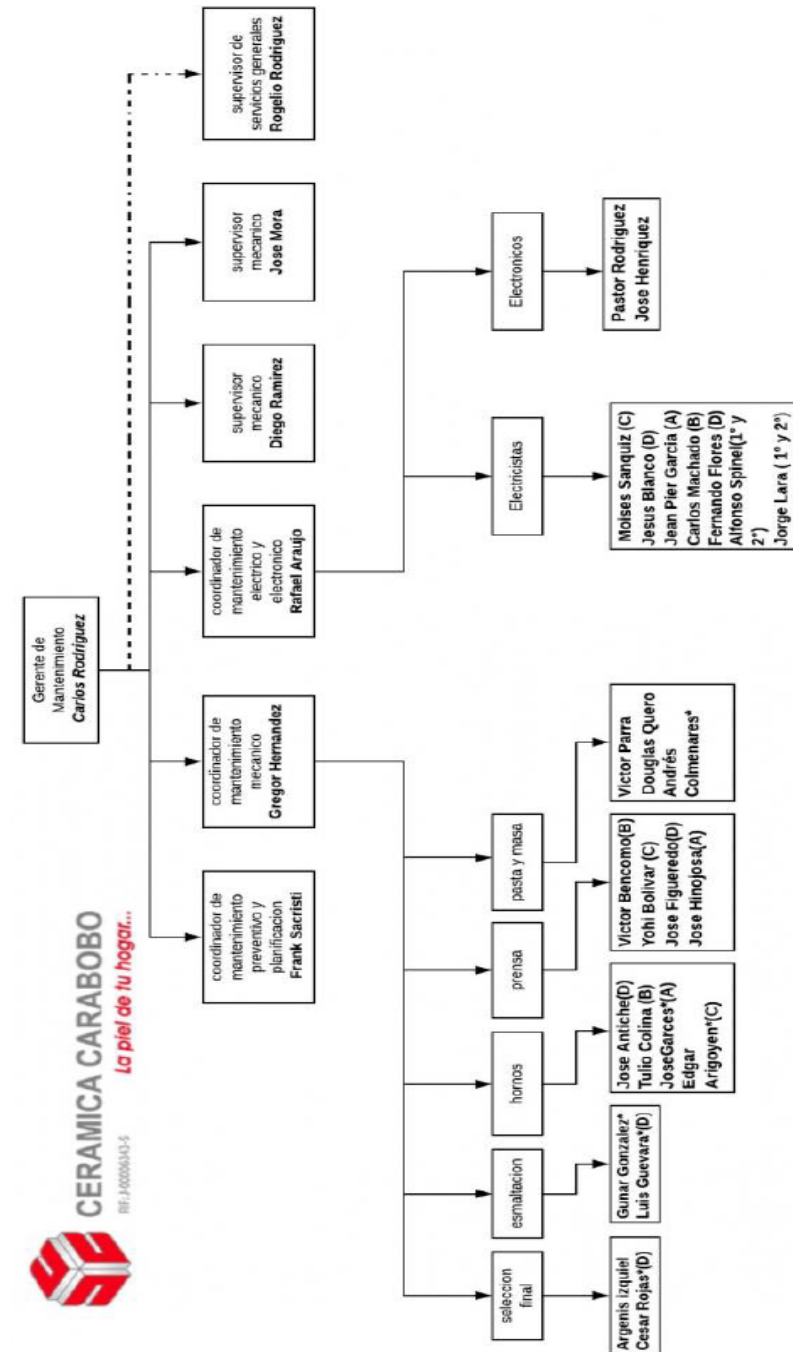 CERAMICA CARABOBO
RIF:J-00006343-5
La piel de tu hogar...
Gerente de
Mantenimiento
Carlos Rodriguez
coordinador de
mantenimiento
preventivo y
planificacion
Frank Sacristi
coordinador de
mantenimiento
mecanico
Gregor Hernandez
coordinador de
mantenimiento
electrico y
electronico
Rafael Araujo
supervisor
mecanico
Diego Ramirez
supervisor
mecanico
Jose Mora
supervisor de
servicios generales
Rogelio Rodriguez
seleccion
final
esmaltacion
hornos
prensa
pasta y masa
Electricistas
Electronicos
Argenis izquiel
Cesar Rojas*(D)
Gunar Gonzalez*
Luis Guevara*(D)
Jose Antiche(D)
Tulio Colina (B)
JoseGarces*(A)
Edgar
Arigoyen*(C)
Victor Bencomo(B)
Yohi Bolivar (C)
Jose Figueredo(D)
Jose Hinojosa(A)
Victor Parra
Douglas Quero
Andrés
Colmenares*
Moises Sanquiz (C)
Jesus Blanco (D)
Jean Pier Garcia (A)
Carlos Machado (B)
Fernando Flores (D)
Alfonso Spinel(1° y
2°)
Jorge Lara ( 1° y 2°)
Pastor Rodriguez
Jose Henriquez